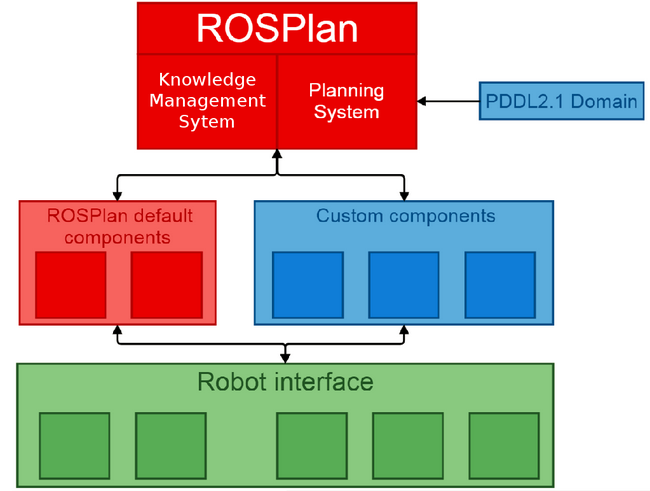 ROSPlan
Knowledge
Management
Sytem
Planning
System
PDDL2.1 Domain
ROSPlan default
components
Custom components
Robot interface